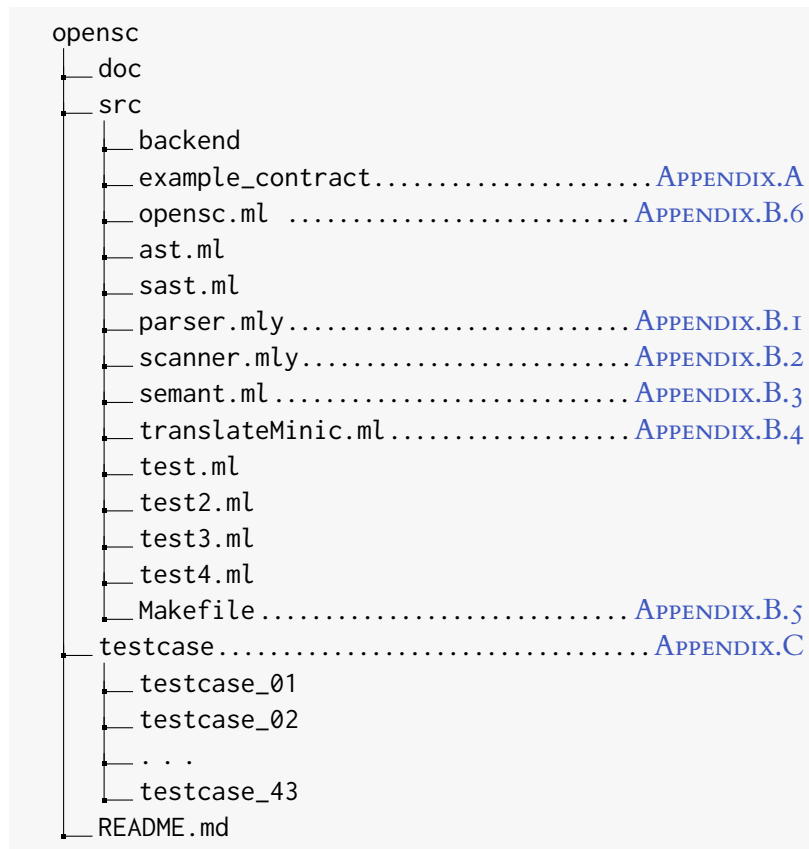 opensc
doc
src
backend
example_contract.......................Appendix.A
opensc.ml ............................Appendix.B.6
ast.ml
sast.ml
parser.mly............................Appendix.B.1
scanner.mly...........................Appendix.B.2
semant.ml.............................Appendix.B.3
translateMinic.ml....................Appendix.B.4
test.ml
test2.ml
test3.ml
test4.ml
Makefile..............................Appendix.B.5
testcase....................................Appendix.C
testcase_01
testcase_02
...
testcase_43
README.md